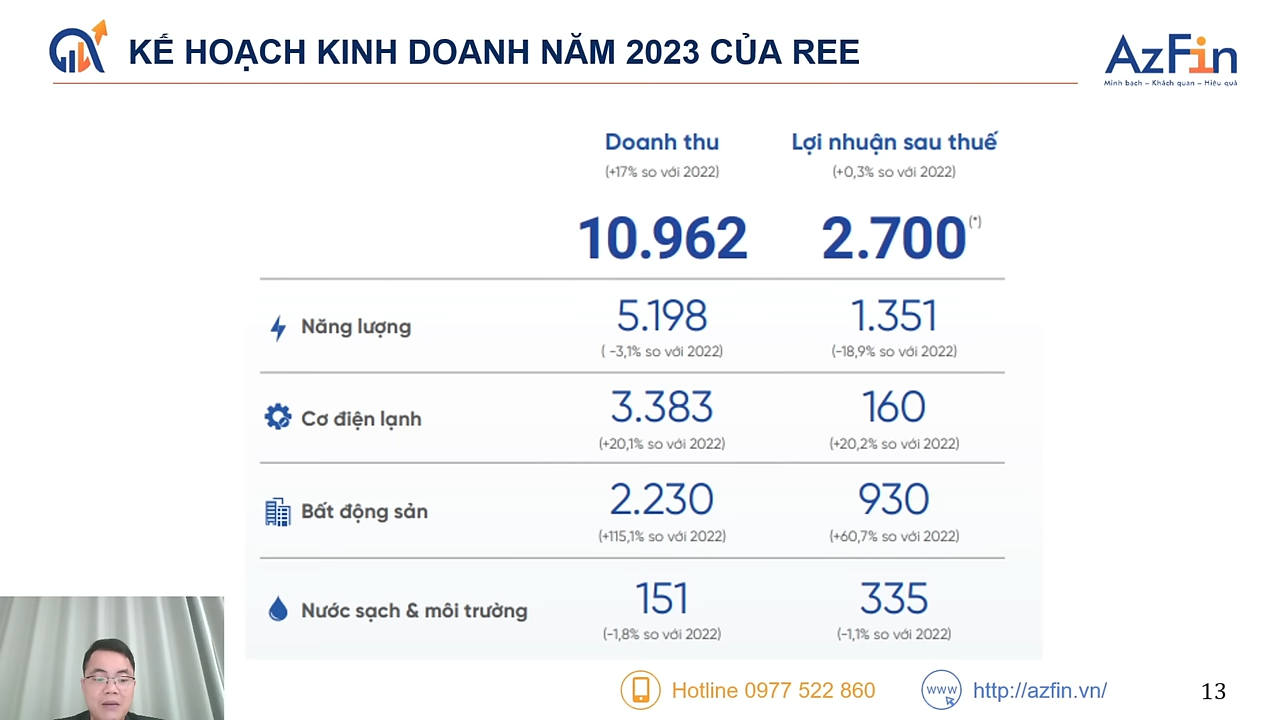 KẾ HOẠCH KINH DOANH NĂM 2023 CỦA REE
AzFin
Minh bạch – Khách quan – Hiệu quả
Doanh thu Lợi nhuận sau thuế
(+17% so với 2022) (+0,3% so với 2022)
10.962 2.700(*)
Năng lượng 5.198 1.351
( -3,1% so với 2022) (-18,9% so với 2022)
Cơ điện lạnh 3.383 160
(+20,1% so với 2022) (+20,2% so với 2022)
Bất động sản 2.230 930
(+115,1% so với 2022) (+60,7% so với 2022)
Nước sạch & môi trường 151 335
(-1,8% so với 2022) (-1,1% so với 2022)
Hotline 0977 522 860 www http://azfin.vn/ 13